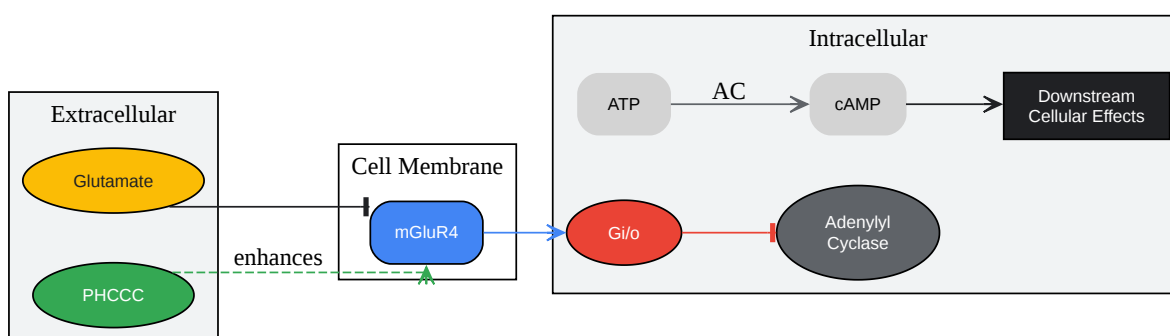 Extracellular
Glutamate
PHCCC
enhances
Cell Membrane
mGluR4
Intracellular
ATP
AC
cAMP
Downstream
Cellular Effects
Gi/o
Adenylyl
Cyclase